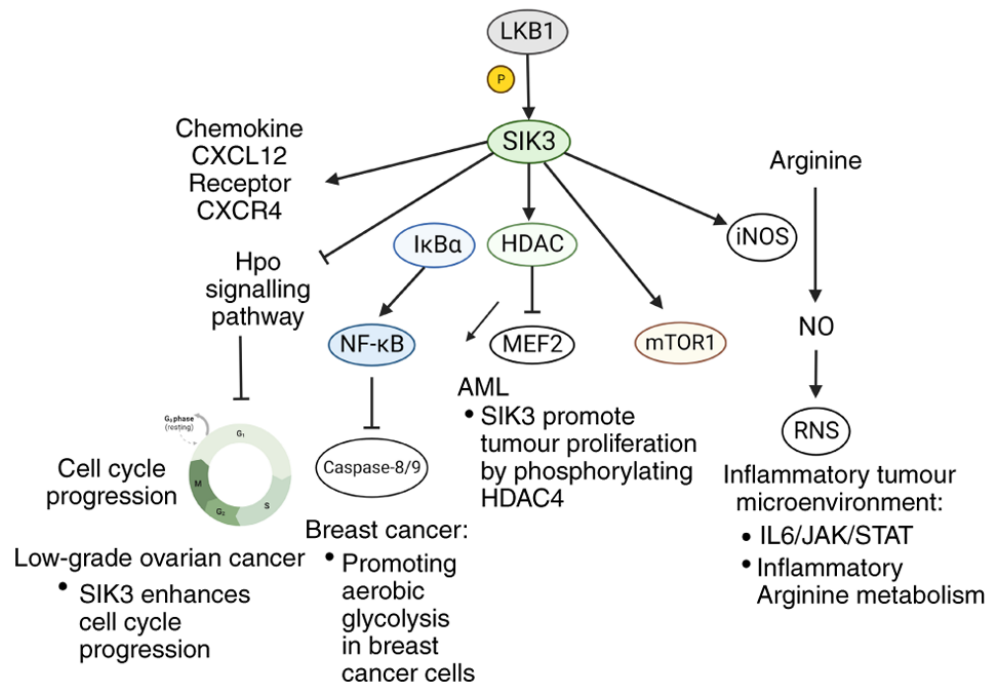 LKB1
P
SIK3
Chemokine
CXCL12
Receptor
CXCR4
Arginine
iNOS
IκBα
HDAC
Hpo
signalling
pathway
NF-κB
MEF2
mTOR1
NO
AML
• SIK3 promote
tumour proliferation
by phosphorylating
HDAC4
RNS
G₀ phase
(resting)
G₁
S
G₂
M
Cell cycle
progression
Caspase-8/9
Inflammatory tumour
microenvironment:
• IL6/JAK/STAT
• Inflammatory
Arginine metabolism
Breast cancer:
• Promoting
aerobic
glycolysis
in breast
cancer cells
Low-grade ovarian cancer
• SIK3 enhances
cell cycle
progression